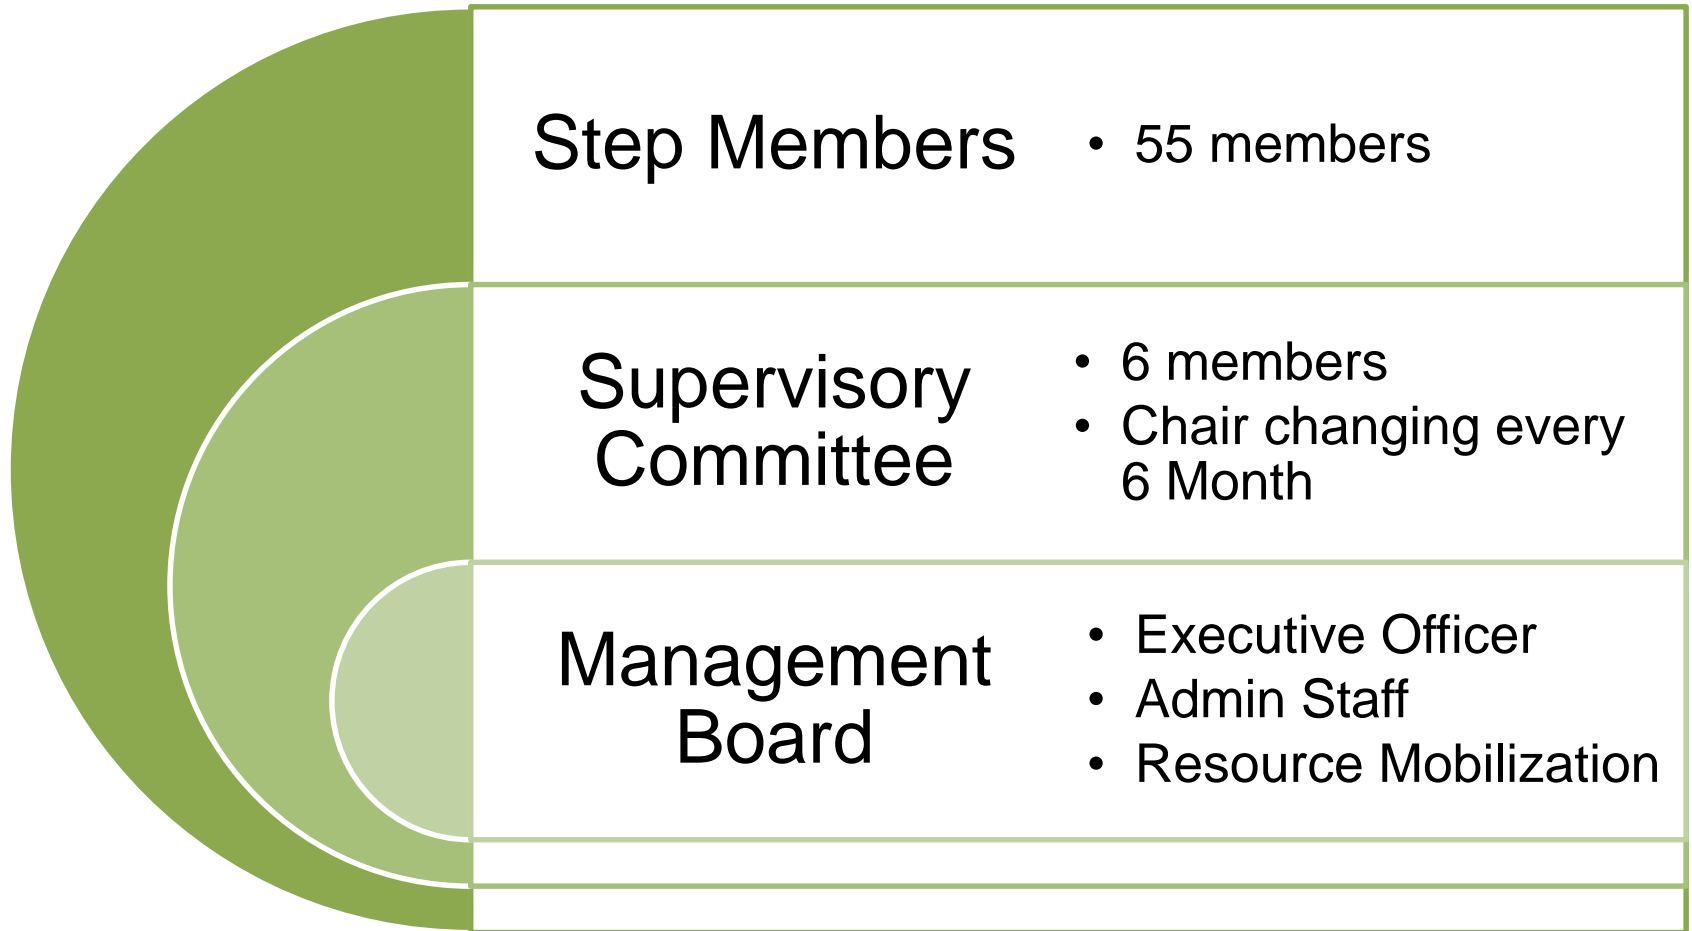 Step Members
• 55 members
Supervisory
Committee
• 6 members
• Chair changing every
6 Month
Management
Board
• Executive Officer
• Admin Staff
• Resource Mobilization